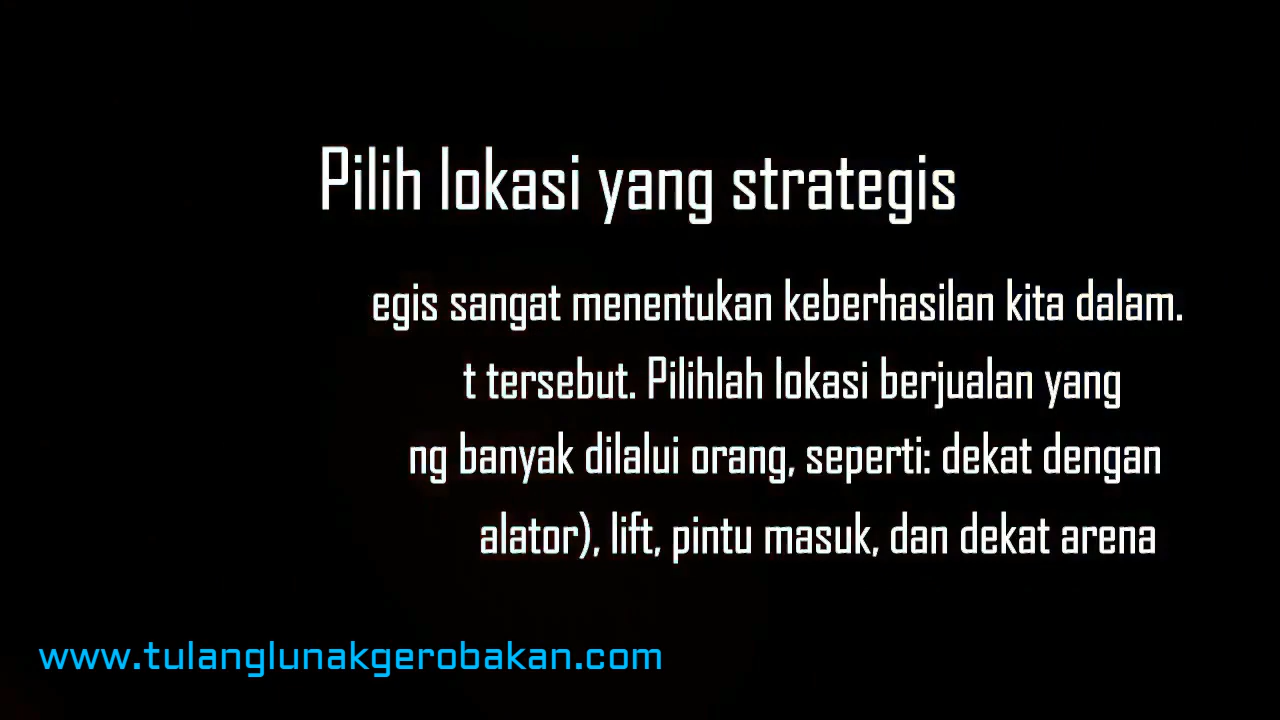 Pilih lokasi yang strategis
egis sangat menentukan keberhasilan kita dalam.
t tersebut. Pilihlah lokasi berjualan yang
ng banyak dilalui orang, seperti: dekat dengan
alator), lift, pintu masuk, dan dekat arena
www.tulanglunakgerobakan.com